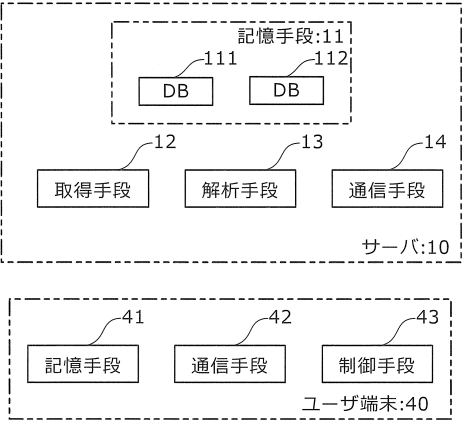 記憶手段:11
111 112
DB DB
12 13 14
取得手段 解析手段 通信手段
サーバ:10
41 42 43
記憶手段 通信手段 制御手段
ユーザ端末:40